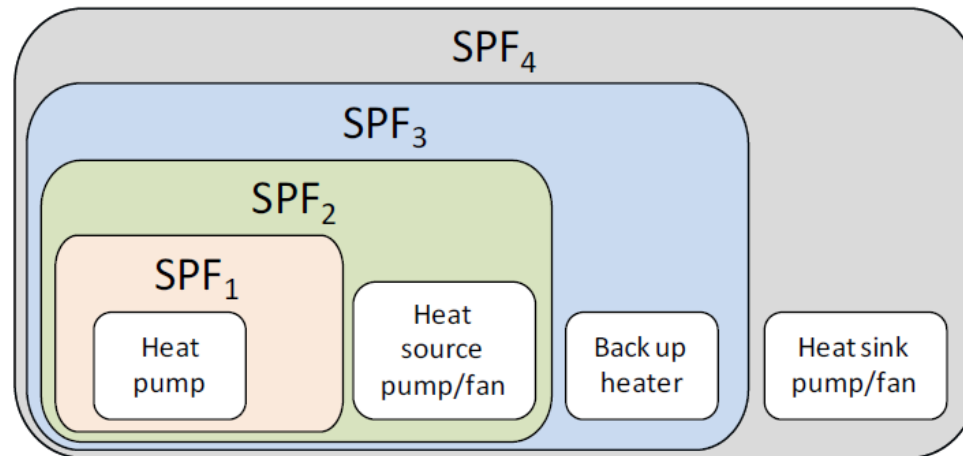 SPF₄
SPF₃
SPF₂
SPF₁
Heat
pump
Heat
source
pump/fan
Back up
heater
Heat sink
pump/fan